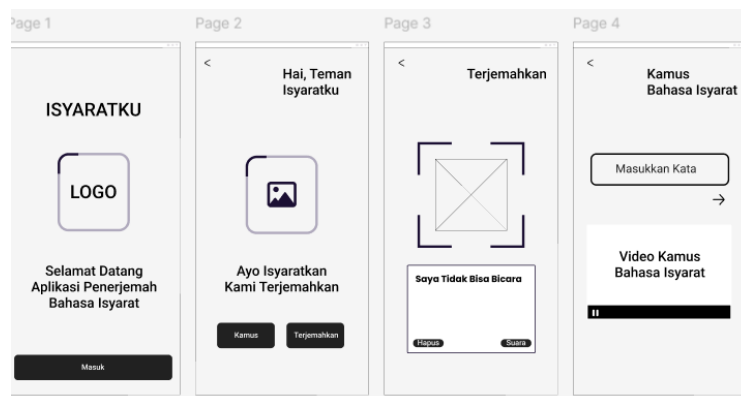 Page 1
ISYARATKU
LOGO
Selamat Datang
Aplikasi Penerjemah
Bahasa Isyarat
Masuk
Page 2
<
Hai, Teman
Isyaratku
Ayo Isyaratkan
Kami Terjemahkan
Kamus
Terjemahkan
Page 3
<
Terjemahkan
Saya Tidak Bisa Bicara
Hapus
Suara
Page 4
<
Kamus
Bahasa Isyarat
Masukkan Kata
→
Video Kamus
Bahasa Isyarat